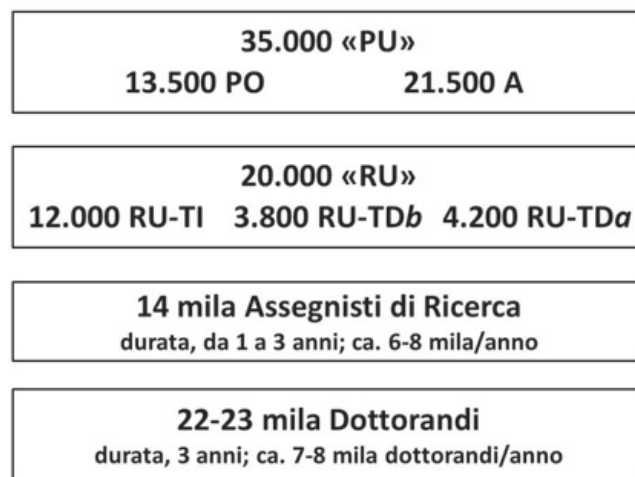 35.000 «PU»
13.500 PO 21.500 A
20.000 «RU»
12.000 RU-TI 3.800 RU-TDb 4.200 RU-TDa
14 mila Assegnisti di Ricerca
durata, da 1 a 3 anni; ca. 6-8 mila/anno
22-23 mila Dottorandi
durata, 3 anni; ca. 7-8 mila dottorandi/anno